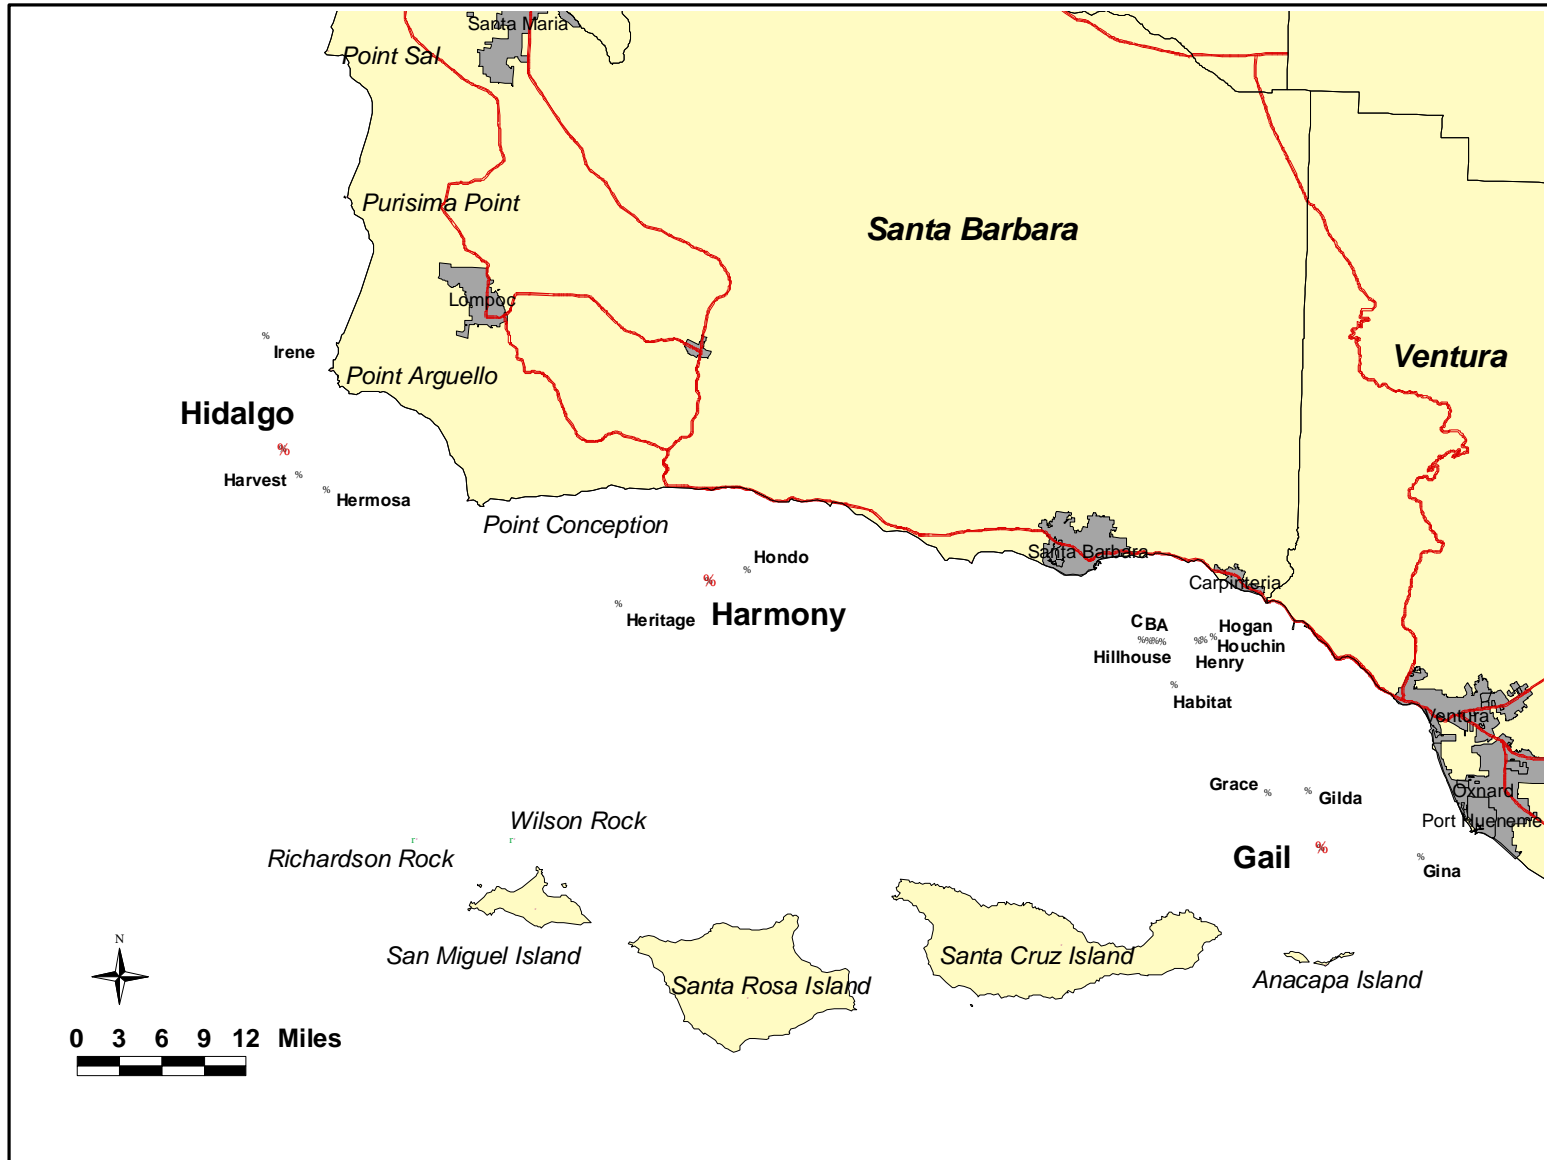 Santa Maria
Point Sal
Purisima Point
Santa Barbara
Lompoc
Irene
Ventura
Point Arguello
Hidalgo
Harvest
Hermosa
Point Conception
Santa Barbara
Hondo
Carpinteria
Heritage
Harmony
C B A
Hogan
Houchin
Hillhouse
Henry
Habitat
Ventura
Grace
Gilda
Oxnard
Wilson Rock
Port Hueneme
Richardson Rock
Gail
Gina
N
San Miguel Island
Santa Cruz Island
Santa Rosa Island
Anacapa Island
0 3 6 9 12 Miles